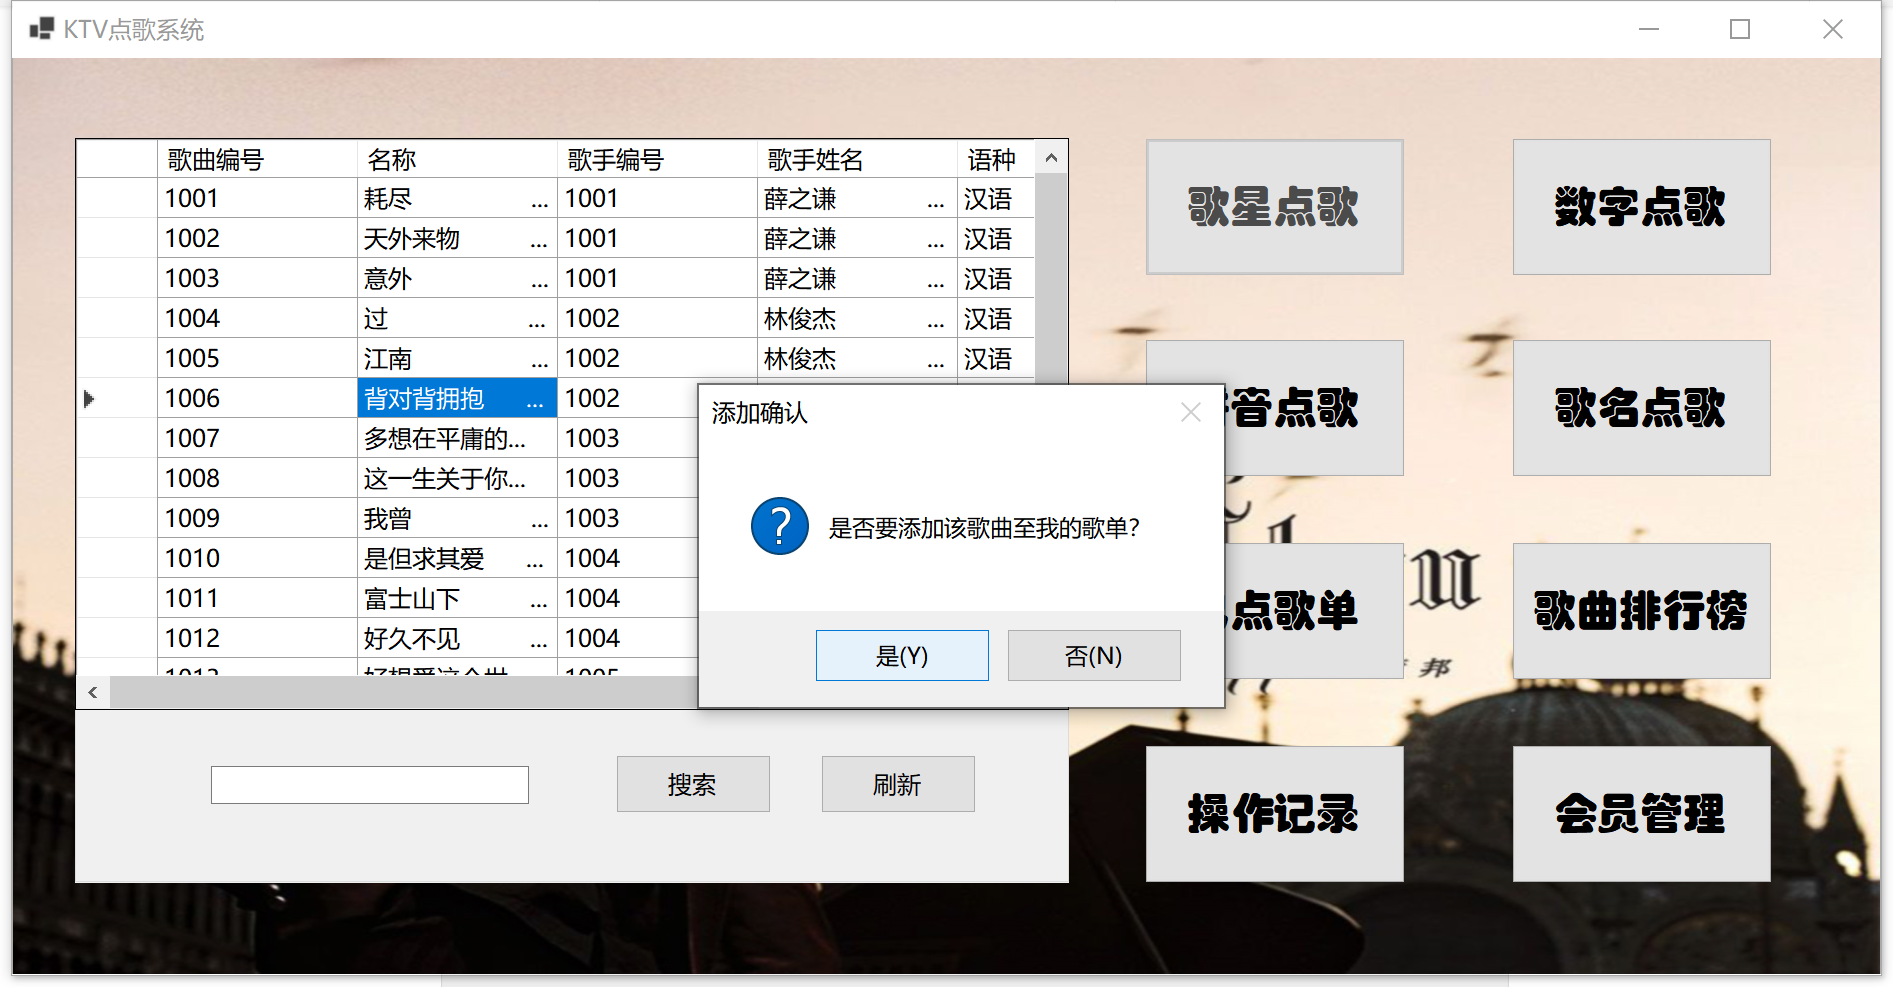 KTV点歌系统
歌曲编号 名称 歌手编号 歌手姓名 语种
1001 耗尽 ... 1001 薛之谦 ... 汉语
1002 天外来物 ... 1001 薛之谦 ... 汉语
1003 意外 ... 1001 薛之谦 ... 汉语
1004 过 ... 1002 林俊杰 ... 汉语
1005 江南 ... 1002 林俊杰 ... 汉语
1006 背对背拥抱 ... 1002
1007 多想在平庸的... 1003
1008 这一生关于你... 1003
1009 我曾 ... 1003
1010 是但求其爱 ... 1004
1011 富士山下 ... 1004
1012 好久不见 ... 1004
添加确认
是否要添加该歌曲至我的歌单?
是(Y) 否(N)
搜索 刷新
歌星点歌 数字点歌
音点歌 歌名点歌
点歌单 歌曲排行榜
邦
操作记录 会员管理